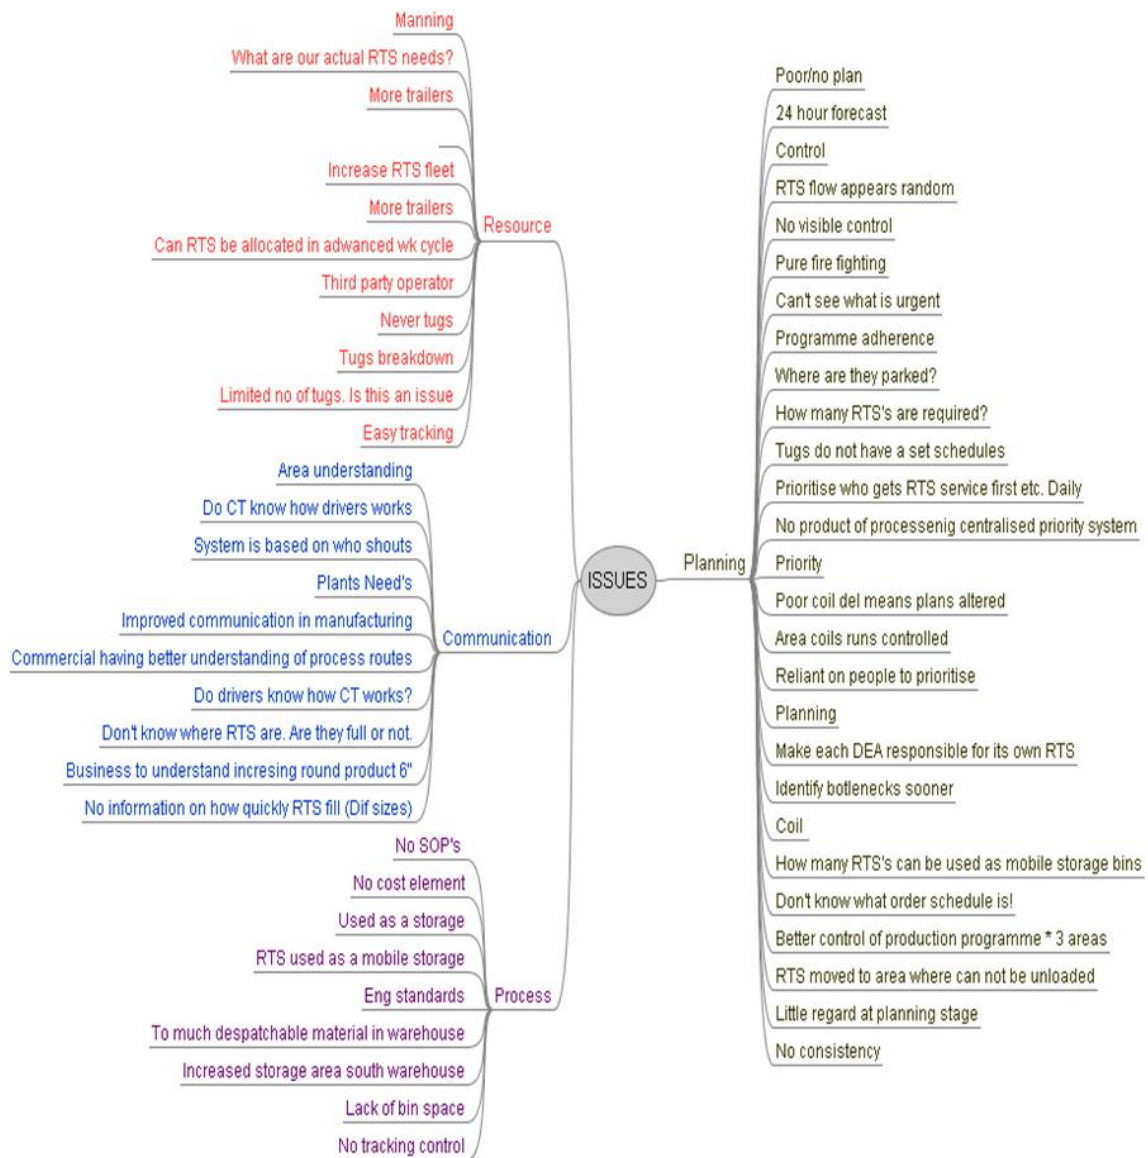 Manning
What are our actual RTS needs?
More trailers
Increase RTS fleet
More trailers
Can RTS be allocated in adwanced wk cycle
Third party operator
Never tugs
Tugs breakdown
Limited no of tugs. Is this an issue
Easy tracking
Resource
Area understanding
Do CT know how drivers works
System is based on who shouts
Plants Need's
Improved communication in manufacturing
Commercial having better understanding of process routes
Do drivers know how CT works?
Don't know where RTS are. Are they full or not.
Business to understand incresing round product 6"
No information on how quickly RTS fill (Dif sizes)
Communication
No SOP's
No cost element
Used as a storage
RTS used as a mobile storage
Eng standards
To much despatchable material in warehouse
Increased storage area south warehouse
Lack of bin space
No tracking control
Process
ISSUES
Planning
Poor/no plan
24 hour forecast
Control
RTS flow appears random
No visible control
Pure fire fighting
Can't see what is urgent
Programme adherence
Where are they parked?
How many RTS's are required?
Tugs do not have a set schedules
Prioritise who gets RTS service first etc. Daily
No product of processenig centralised priority system
Priority
Poor coil del means plans altered
Area coils runs controlled
Reliant on people to prioritise
Planning
Make each DEA responsible for its own RTS
Identify botlenecks sooner
Coil
How many RTS's can be used as mobile storage bins
Don't know what order schedule is!
Better control of production programme * 3 areas
RTS moved to area where can not be unloaded
Little regard at planning stage
No consistency